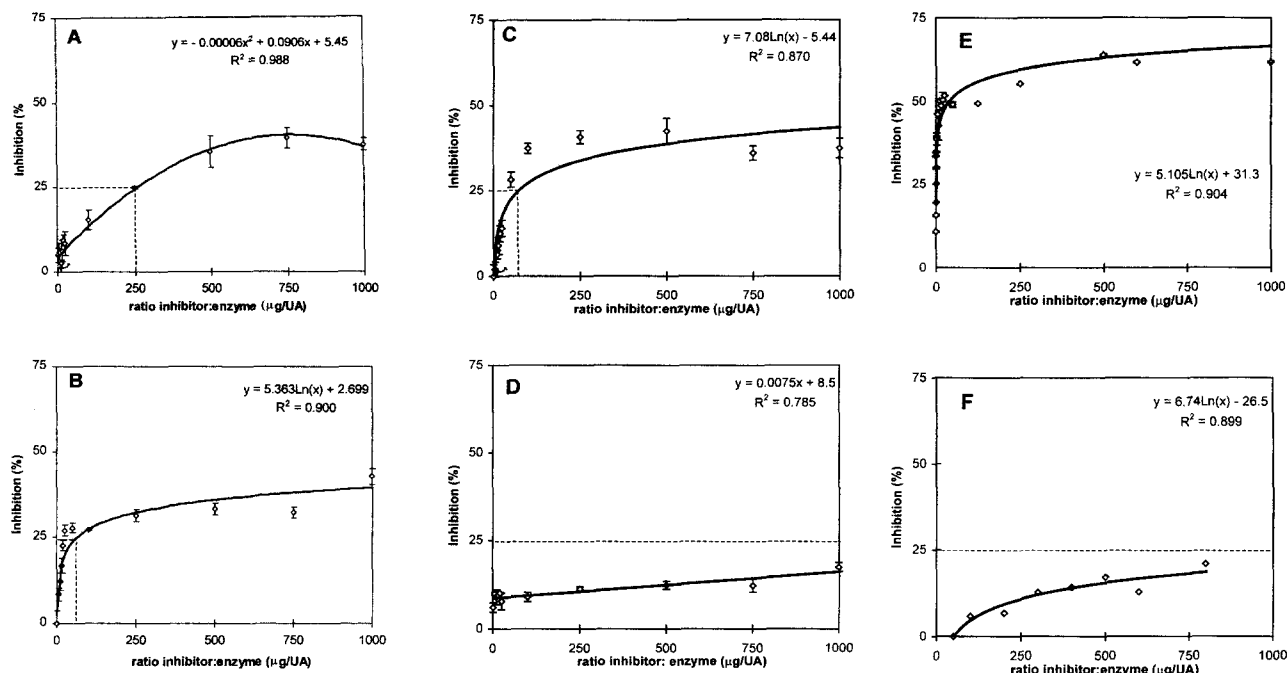 A
y = - 0.00006x² + 0.0906x + 5.45
R² = 0.988
75
50
25
0
Inhibition (%)
0 250 500 750 1000
ratio inhibitor:enzyme (µg/UA)
C
y = 7.08Ln(x) - 5.44
R² = 0.870
75
50
25
0
Inhibition (%)
0 250 500 750 1000
ratio inhibitor:enzyme (µg/UA)
E
y = 5.105Ln(x) + 31.3
R² = 0.904
75
50
25
0
Inhibition (%)
0 250 500 750 1000
ratio inhibitor:enzyme (µg/UA)
B
y = 5.363Ln(x) + 2.699
R² = 0.900
75
50
25
0
Inhibition (%)
0 250 500 750 1000
ratio inhibitor:enzyme (µg/UA)
D
y = 0.0075x + 8.5
R² = 0.785
75
50
25
0
Inhibition (%)
0 250 500 750 1000
ratio inhibitor: enzyme (µg/UA)
F
y = 6.74Ln(x) - 26.5
R² = 0.899
75
50
25
0
Inhibition (%)
0 250 500 750 1000
ratio inhibitor:enzyme (µg/UA)